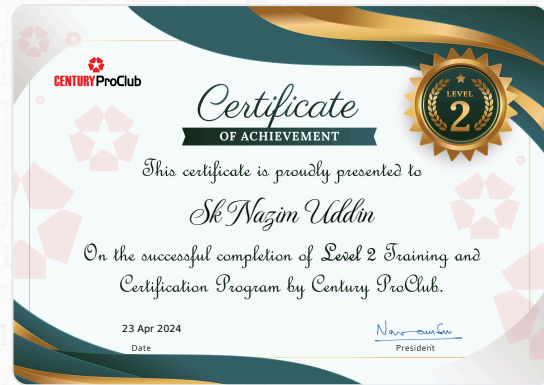 CENTURY ProClub
Certificate
OF ACHIEVEMENT
LEVEL
2
This certificate is proudly presented to
Sk Nazim Uddin
On the successful completion of Level 2 Training and
Certification Program by Century ProClub.
23 Apr 2024
Date
President